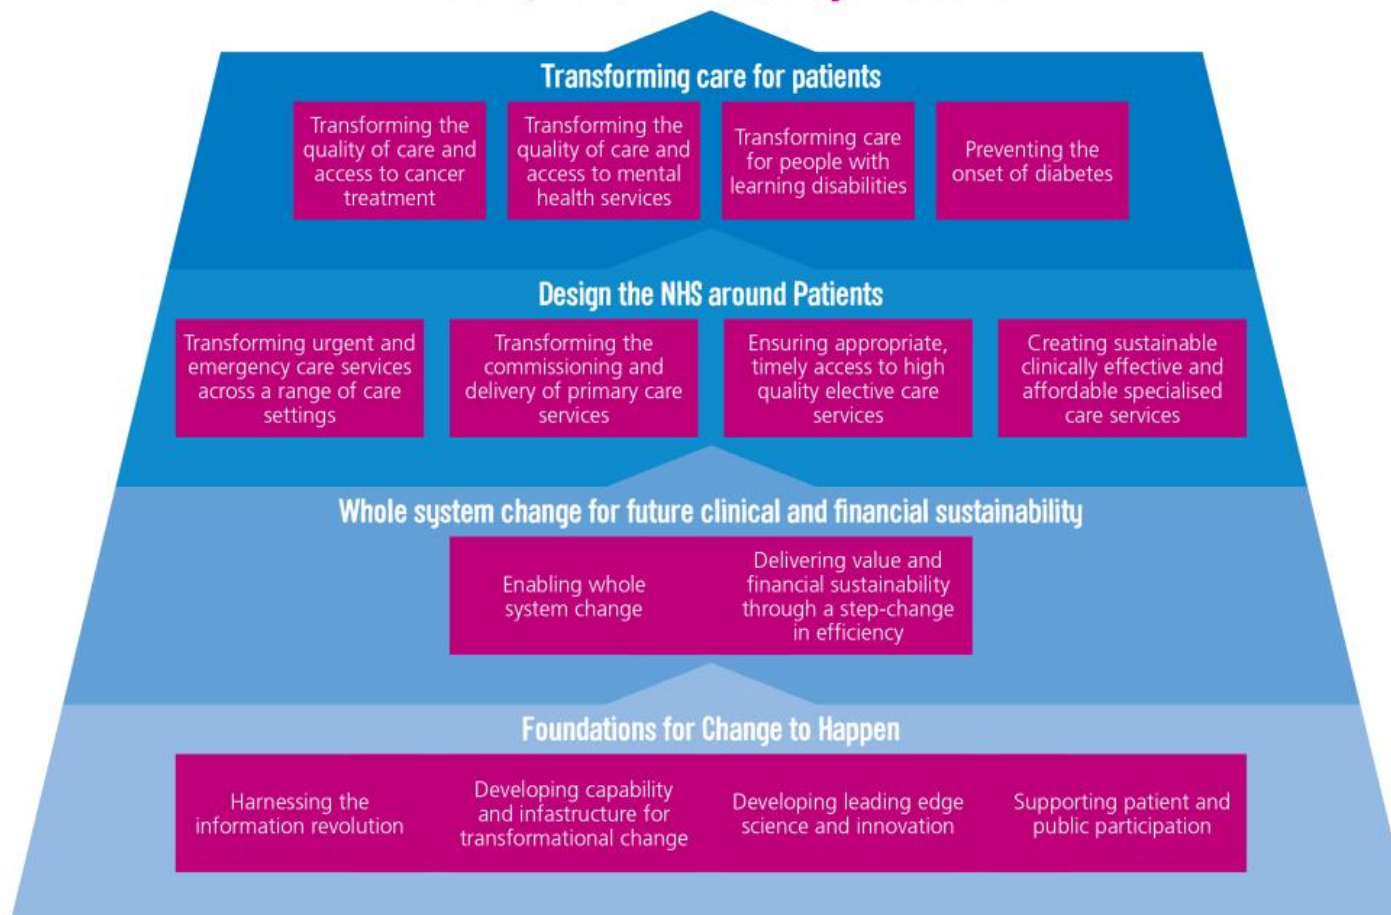 Transforming care for patients
Transforming the
quality of care and
access to cancer
treatment
Transforming the
quality of care and
access to mental
health services
Transforming care
for people with
learning disabilities
Preventing the
onset of diabetes
Design the NHS around Patients
Transforming urgent and
emergency care services
across a range of care
settings
Transforming the
commissioning and
delivery of primary care
services
Ensuring appropriate,
timely access to high
quality elective care
services
Creating sustainable
clinically effective and
affordable specialised
care services
Whole system change for future clinical and financial sustainability
Enabling whole
system change
Delivering value and
financial sustainability
through a step-change
in efficiency
Foundations for Change to Happen
Harnessing the
information revolution
Developing capability
and infastructure for
transformational change
Developing leading edge
science and innovation
Supporting patient and
public participation